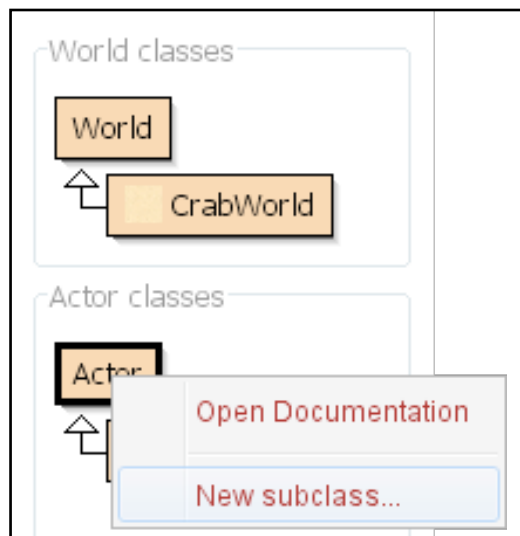 World classes
World
CrabWorld
Actor classes
Actor
Open Documentation
New subclass...